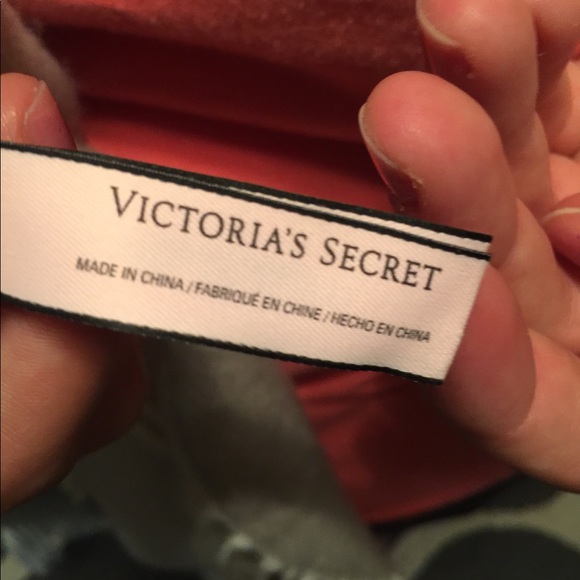 VICTORIA'S SECRET
MADE IN CHINA / FABRIQUÉ EN CHINE / HECHO EN CHINA